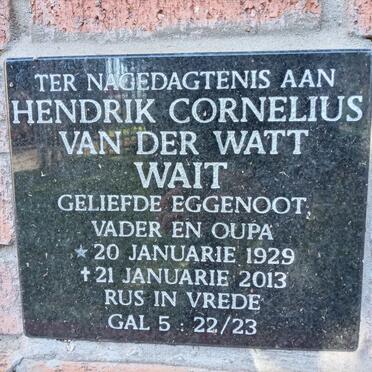 TER NAGEDAGTENIS AAN
HENDRIK CORNELIUS
VAN DER WATT
WAIT
GELIEFDE EGGENOOT
VADER EN OUPA
★ 20 JANUARIE 1929
✝ 21 JANUARIE 2013
RUS IN VREDE
GAL 5 : 22/23